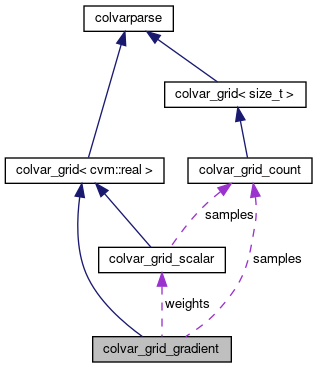 colvarparse
colvar_grid< size_t >
colvar_grid< cvm::real >
colvar_grid_count
samples
colvar_grid_scalar
samples
weights
colvar_grid_gradient